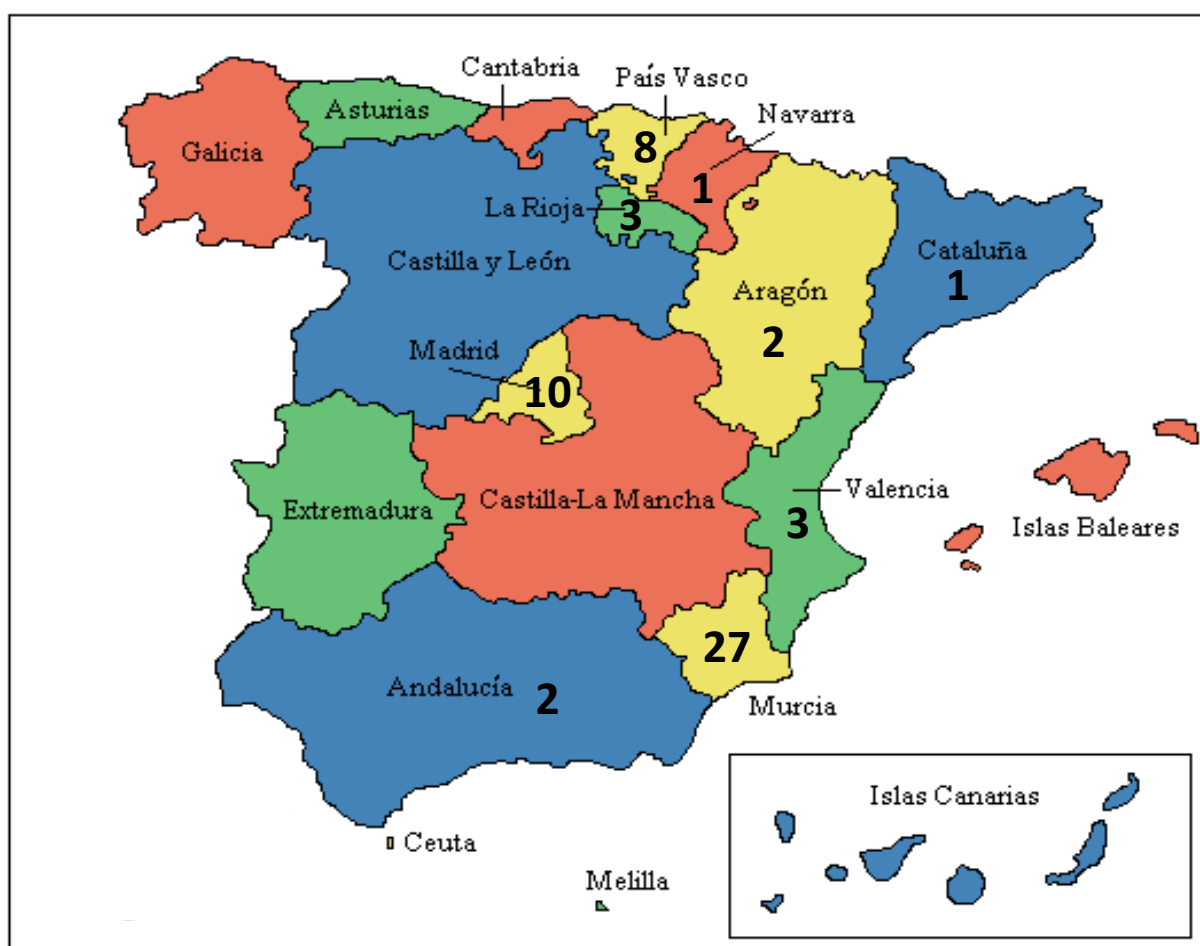 Cantabria
País Vasco
Asturias
Navarra
Galicia
8
1
La Rioja
3
Castilla y León
Cataluña
1
Aragón
2
Madrid
10
Castilla-La Mancha
Valencia
3
Extremadura
Islas Baleares
27
Andalucía 2
Murcia
Islas Canarias
Ceuta
Melilla